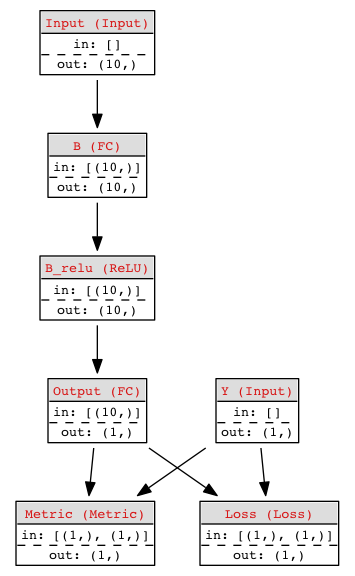 Input (Input)
in: []
out: (10,)
B (FC)
in: [(10,)]
out: (10,)
B_relu (ReLU)
in: [(10,)]
out: (10,)
Output (FC)
in: [(10,)]
out: (1,)
Y (Input)
in: []
out: (1,)
Metric (Metric)
in: [(1,), (1,)]
out: (1,)
Loss (Loss)
in: [(1,), (1,)]
out: (1,)